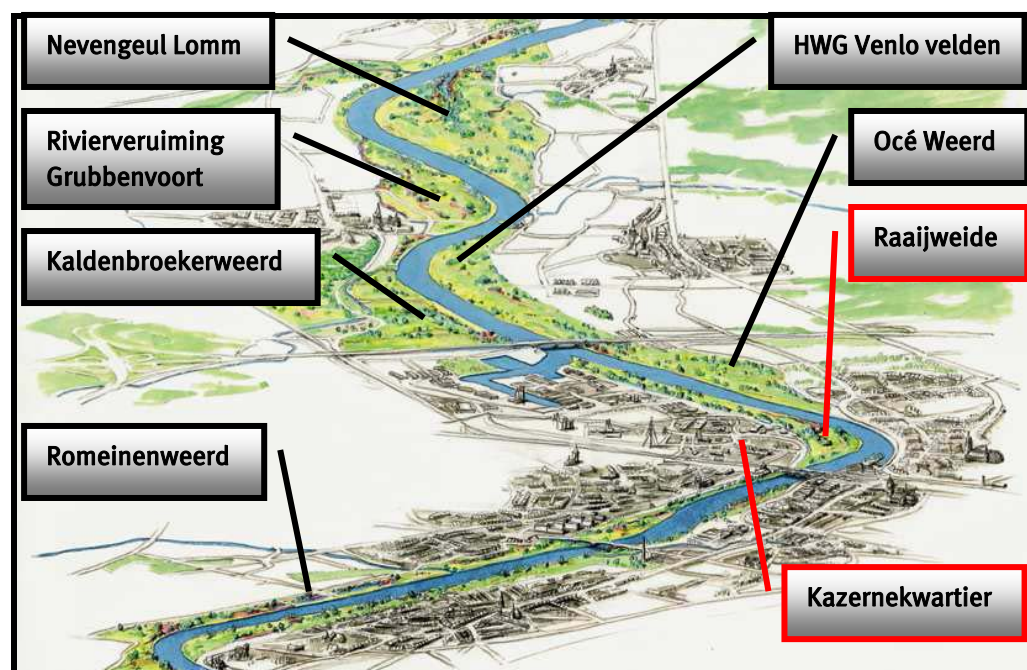 Nevengeul Lomm
HWG Venlo velden
Rivierveruiming
Grubbenvoort
Océ Weerd
Raaijweide
Kaldenbroekerweerd
Romeinenweerd
Kazernekwartier